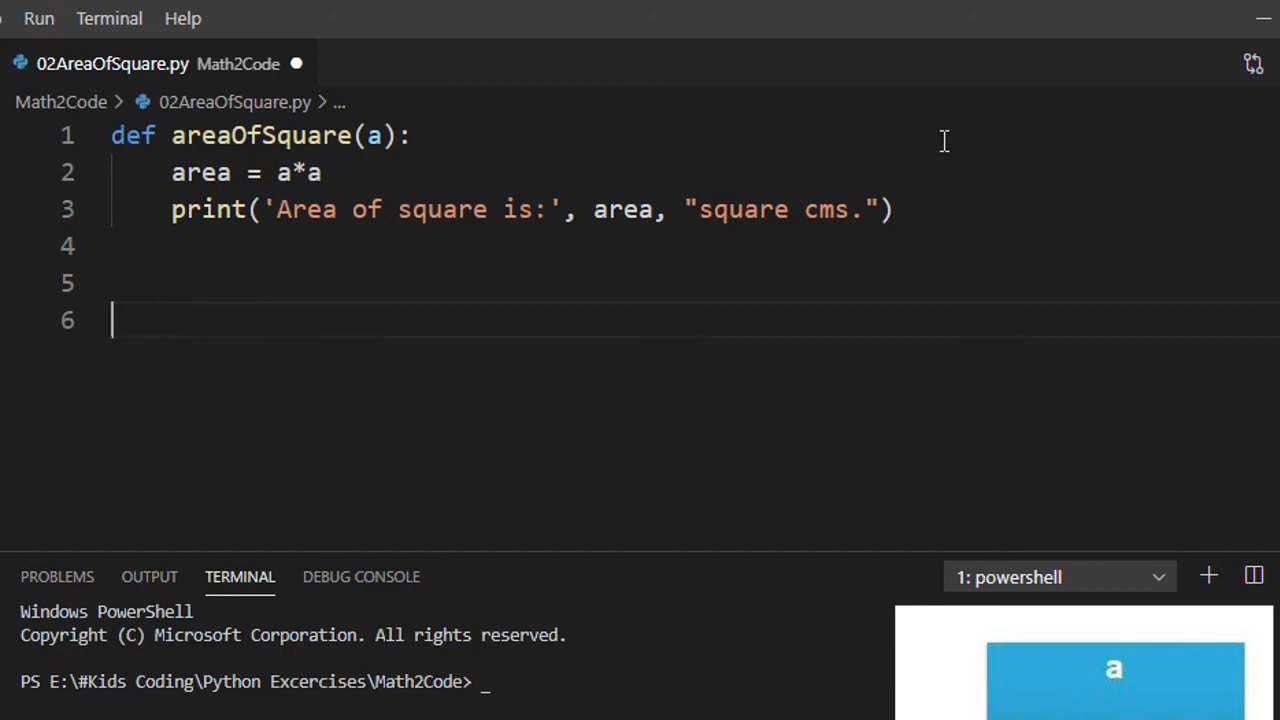 Run Terminal Help
02AreaOfSquare.py Math2Code
Math2Code > 02AreaOfSquare.py > ...
1 def areaOfSquare(a):
2     area = a*a
3     print('Area of square is:', area, "square cms.")
4
5
6
PROBLEMS OUTPUT TERMINAL DEBUG CONSOLE 1: powershell
Windows PowerShell
Copyright (C) Microsoft Corporation. All rights reserved.
PS E:\#Kids Coding\Python Excercises\Math2Code> _
a